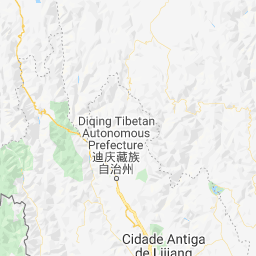 Diqing Tibetan
Autonomous
Prefecture
迪庆藏族
自治州
Cidade Antiga
de Lijiang